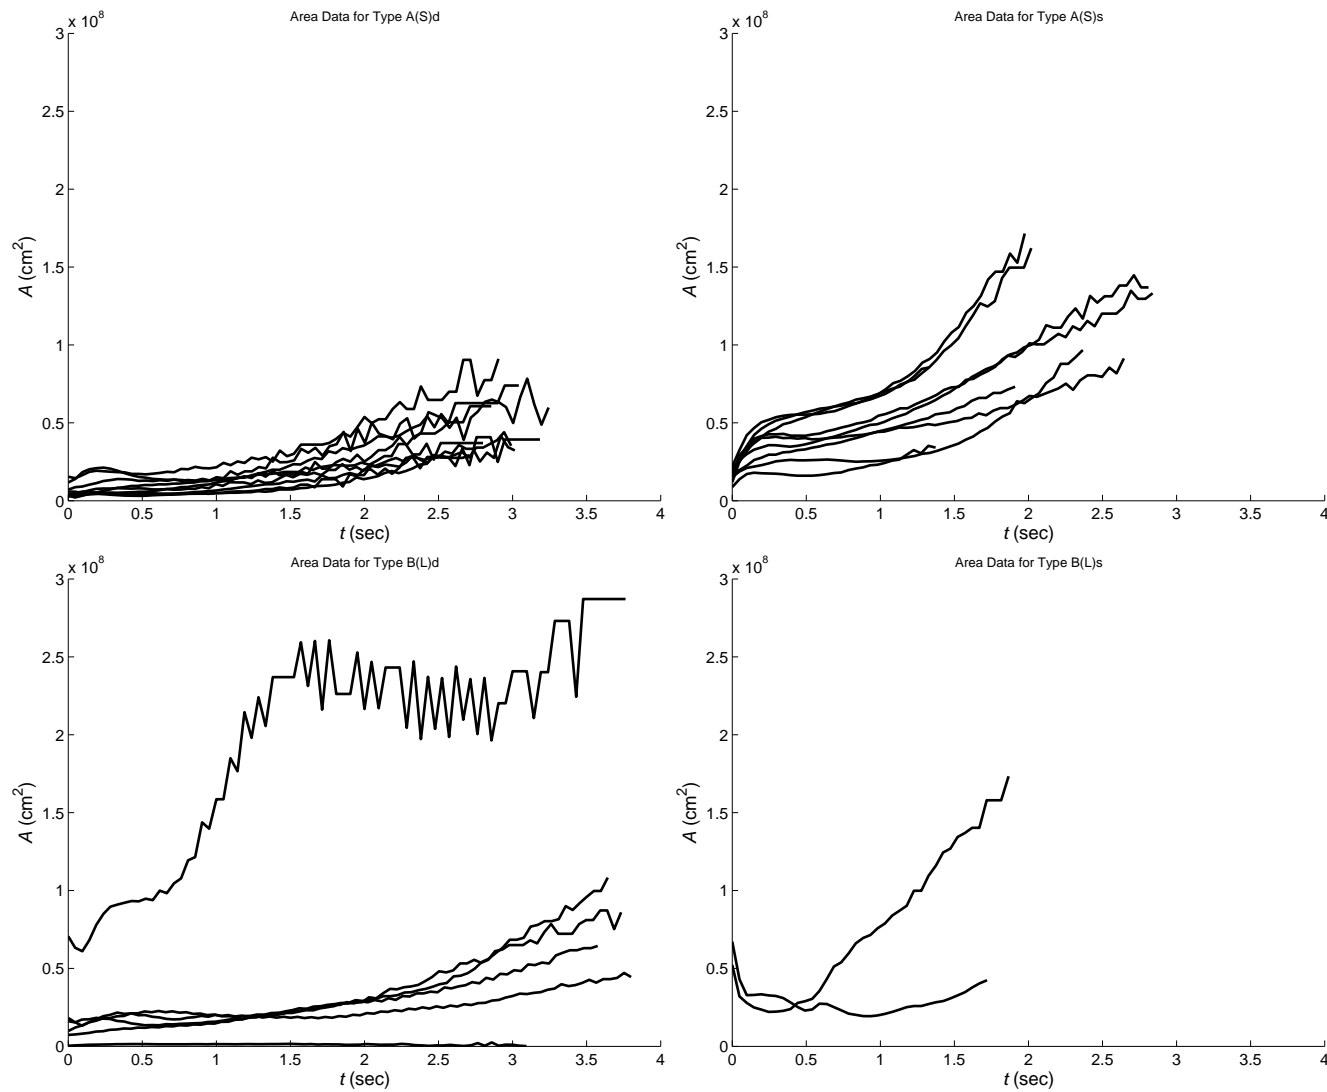 Area Data for Type A(S)d
x 10^8
3
2.5
2
1.5
1
0.5
0
A (cm^2)
0 0.5 1 1.5 2 2.5 3 3.5 4
t (sec)
Area Data for Type A(S)s
x 10^8
3
2.5
2
1.5
1
0.5
0
A (cm^2)
0 0.5 1 1.5 2 2.5 3 3.5 4
t (sec)
Area Data for Type B(L)d
x 10^8
3
2.5
2
1.5
1
0.5
0
A (cm^2)
0 0.5 1 1.5 2 2.5 3 3.5 4
t (sec)
Area Data for Type B(L)s
x 10^8
3
2.5
2
1.5
1
0.5
0
A (cm^2)
0 0.5 1 1.5 2 2.5 3 3.5 4
t (sec)